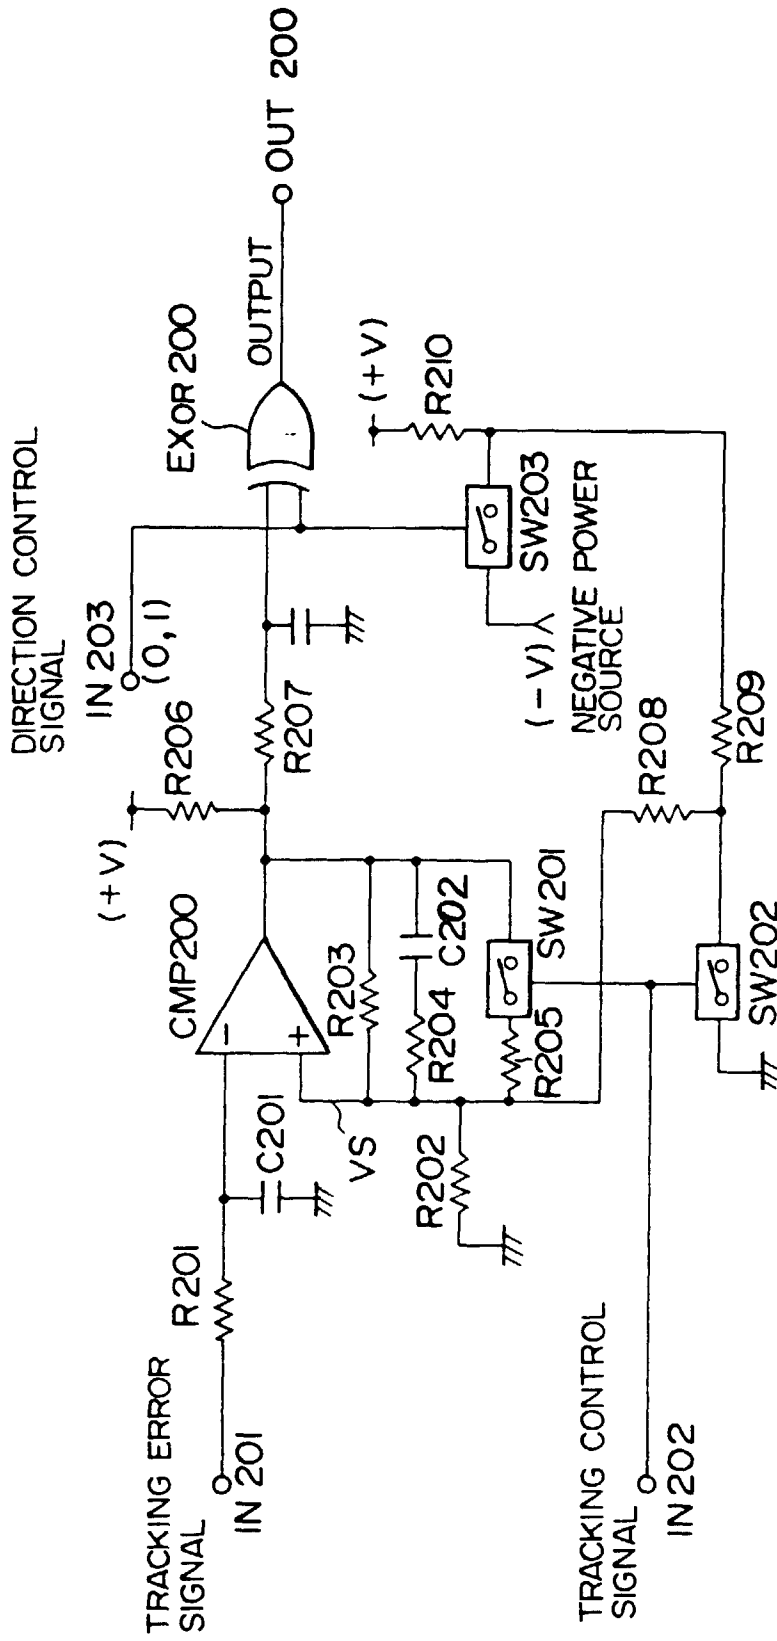 DIRECTION CONTROL
SIGNAL
IN 203
(0,1)
(+V)
R206
EXOR 200
OUTPUT
OUT 200
CMP200
-
+
R207
(+V)
R210
TRACKING ERROR
SIGNAL
IN 201
R201
C201
VS
R203
R204
C202
R205
SW201
R202
SW203
(-V)
NEGATIVE POWER
SOURCE
R208
R209
SW202
TRACKING CONTROL
SIGNAL
IN 202